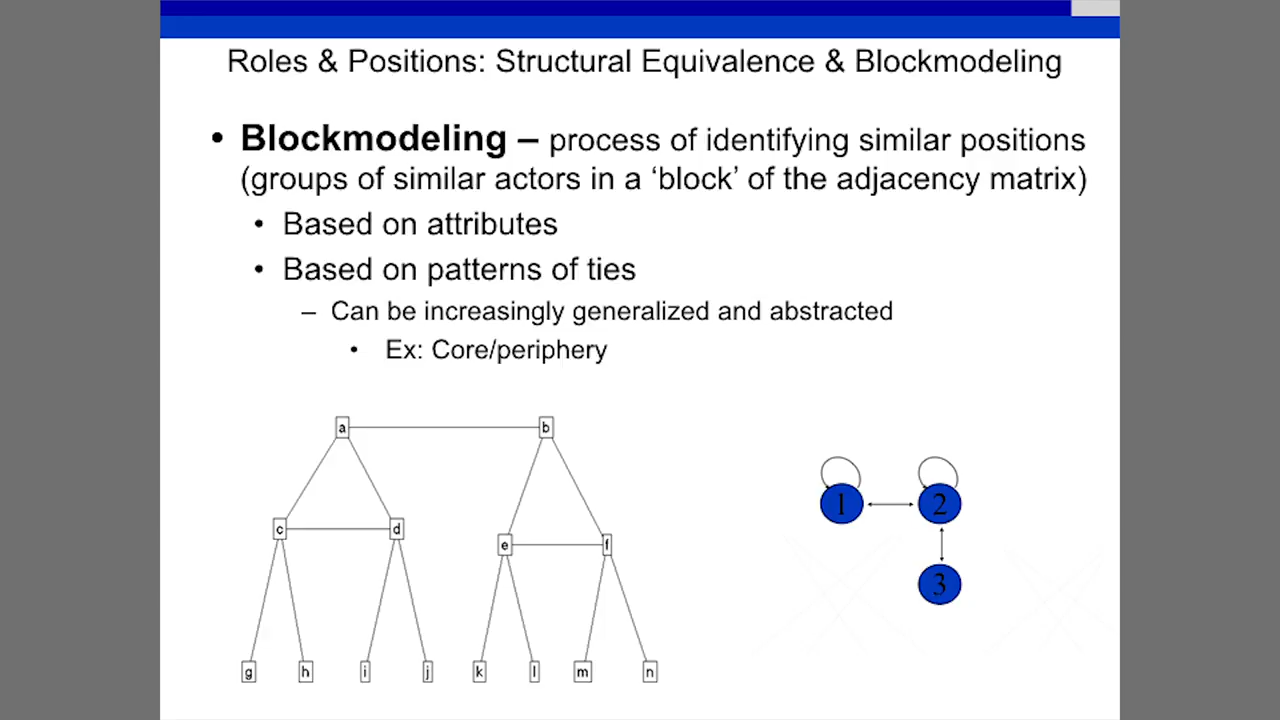 Roles & Positions: Structural Equivalence & Blockmodeling
• Blockmodeling – process of identifying similar positions
(groups of similar actors in a ‘block’ of the adjacency matrix)
• Based on attributes
• Based on patterns of ties
– Can be increasingly generalized and abstracted
• Ex: Core/periphery
a b
1 2
c d e f
3
g h i j k l m n